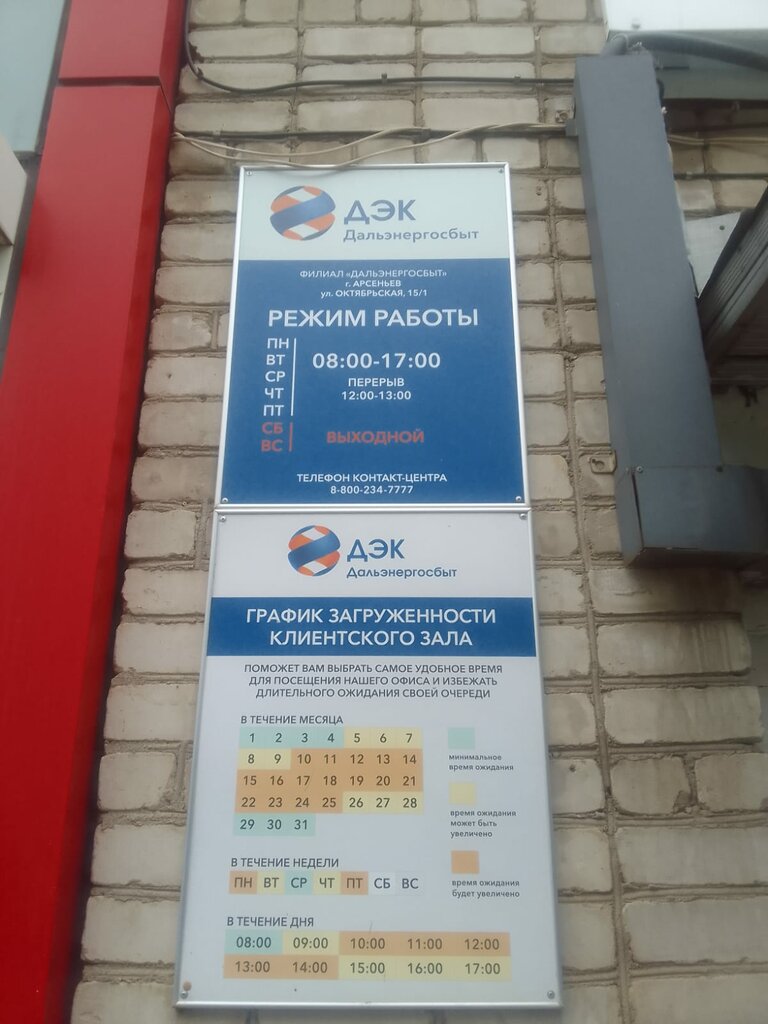 ДЭК
Дальэнергосбыт
ФИЛИАЛ «ДАЛЬЭНЕРГОСБЫТ»
г. АРСЕНЬЕВ
ул. ОКТЯБРЬСКАЯ, 15/1
РЕЖИМ РАБОТЫ
ПН
ВТ
СР
ЧТ
ПТ
08:00-17:00
ПЕРЕРЫВ
12:00-13:00
СБ
ВС
ВЫХОДНОЙ
ТЕЛЕФОН КОНТАКТ-ЦЕНТРА
8-800-234-7777
ДЭК
Дальэнергосбыт
ГРАФИК ЗАГРУЖЕННОСТИ
КЛИЕНТСКОГО ЗАЛА
ПОМОЖЕТ ВАМ ВЫБРАТЬ САМОЕ УДОБНОЕ ВРЕМЯ
ДЛЯ ПОСЕЩЕНИЯ НАШЕГО ОФИСА И ИЗБЕЖАТЬ
ДЛИТЕЛЬНОГО ОЖИДАНИЯ СВОЕЙ ОЧЕРЕДИ
В ТЕЧЕНИЕ МЕСЯЦА
1 2 3 4 5 6 7
8 9 10 11 12 13 14
15 16 17 18 19 20 21
22 23 24 25 26 27 28
29 30 31
минимальное
время ожидания
время ожидания
может быть
увеличено
время ожидания
будет увеличено
В ТЕЧЕНИЕ НЕДЕЛИ
ПН ВТ СР ЧТ ПТ СБ ВС
В ТЕЧЕНИЕ ДНЯ
08:00 09:00 10:00 11:00 12:00
13:00 14:00 15:00 16:00 17:00